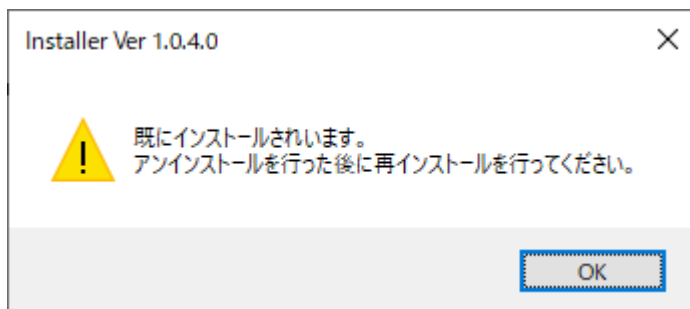 Installer Ver 1.0.4.0
既にインストールされいます。
アンインストールを行った後に再インストールを行ってください。
OK